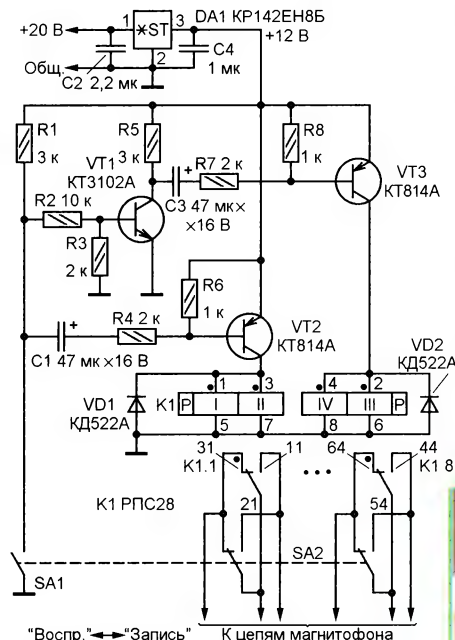 DA1 КР142ЕН8Б
+20 В
1
✳ST
3
+12 В
2
C4
1 мк
Общ.
C2 2,2 мк
R1
3 к
R5
3 к
VT1
КТ3102А
R8
1 к
R7 2 к
VT3
КТ814А
R2 10 к
C3 47 мк×
×16 В
R3
2 к
R6
1 к
R4 2 к
VT2
КТ814А
C1 47 мк ×16 В
VD1
КД522А
K1
P
1
I
5
3
II
7
4
IV
8
2
III
6
P
VD2
КД522А
31
11
64
44
K1.1
...
K1 8
K1 РПС28
21
54
SA2
SA1
"Воспр." "Запись"
К цепям магнитофона